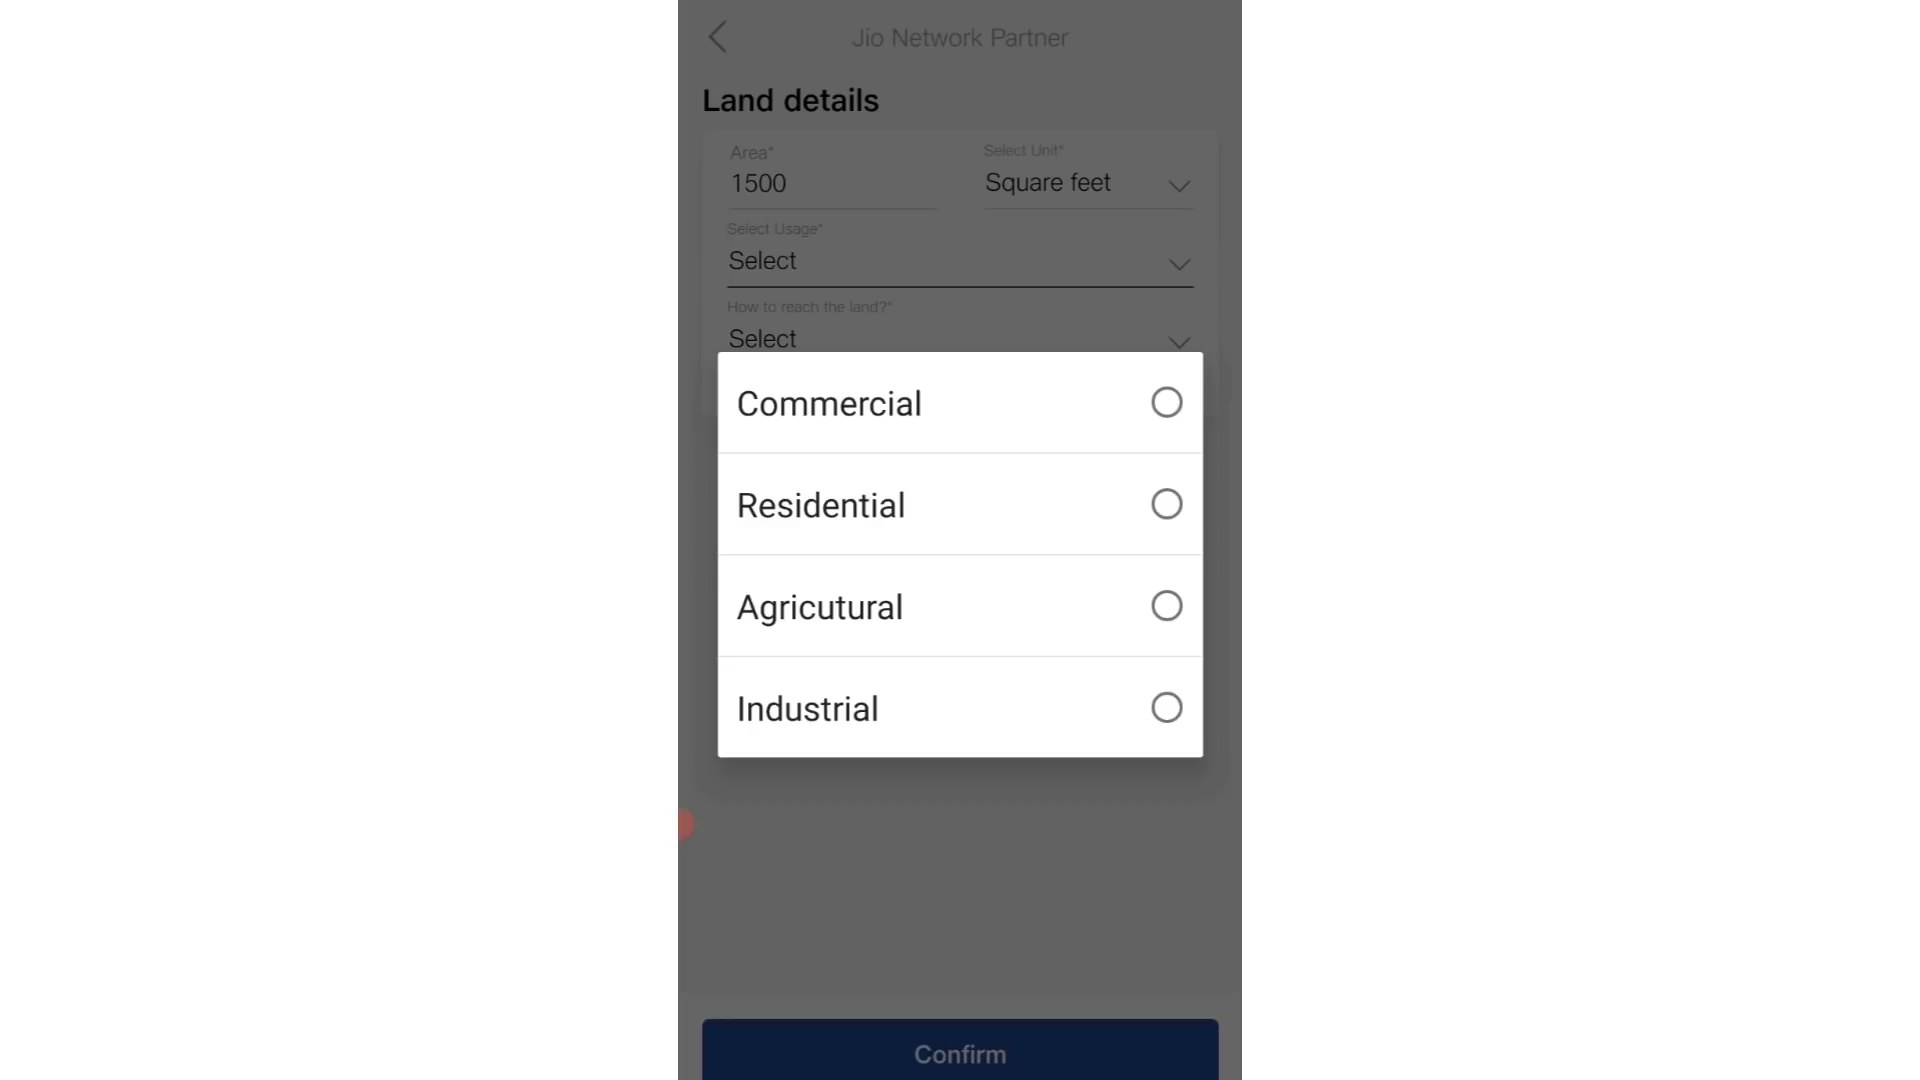 Jio Network Partner
Land details
Area*
Select Unit*
1500
Square feet
Select Usage*
Select
How to reach the land?*
Select
Commercial
Residential
Agricutural
Industrial
Confirm